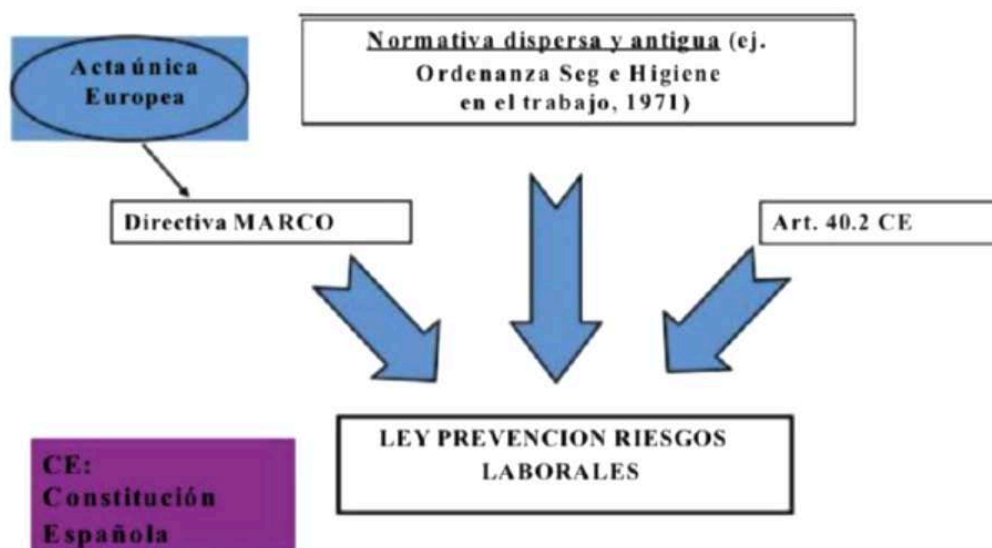 Acta única
Europea
Normativa dispersa y antigua (ej.
Ordenanza Seg e Higiene
en el trabajo, 1971)
Directiva MARCO
Art. 40.2 CE
LEY PREVENCION RIESGOS
LABORALES
CE:
Constitución
Española